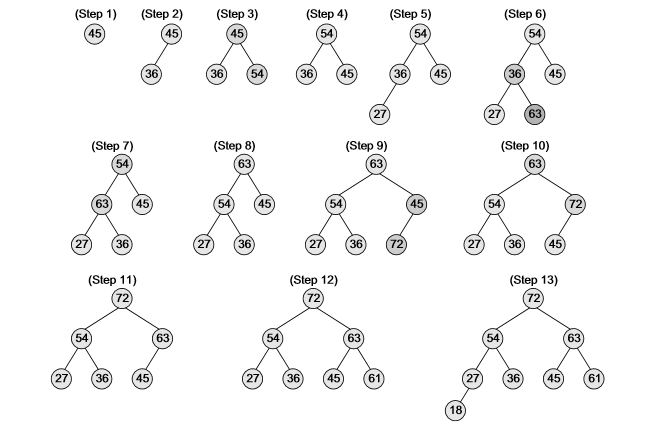 (Step 1) (Step 2) (Step 3) (Step 4) (Step 5) (Step 6)
45 45 45 54 54 54
36 36 54 36 45 36 45 36 45
27 27 63
(Step 7) (Step 8) (Step 9) (Step 10)
54 63 63 63
63 45 54 45 54 45 54 72
27 36 27 36 27 36 72 27 36 45
(Step 11) (Step 12) (Step 13)
72 72 72
54 63 54 63 54 63
27 36 45 27 36 45 61 27 36 45 61
18